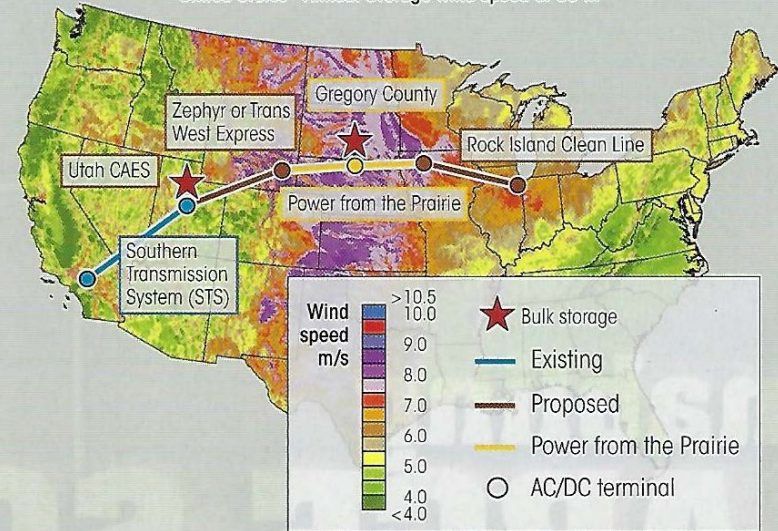 Gregory County
Zephyr or Trans
West Express
Rock Island Clean Line
Utah CAES
Power from the Prairie
Southern
Transmission
System (STS)
Wind
speed
m/s
>10.5
10.0
9.0
8.0
7.0
6.0
5.0
4.0
<4.0
Bulk storage
Existing
Proposed
Power from the Prairie
AC/DC terminal